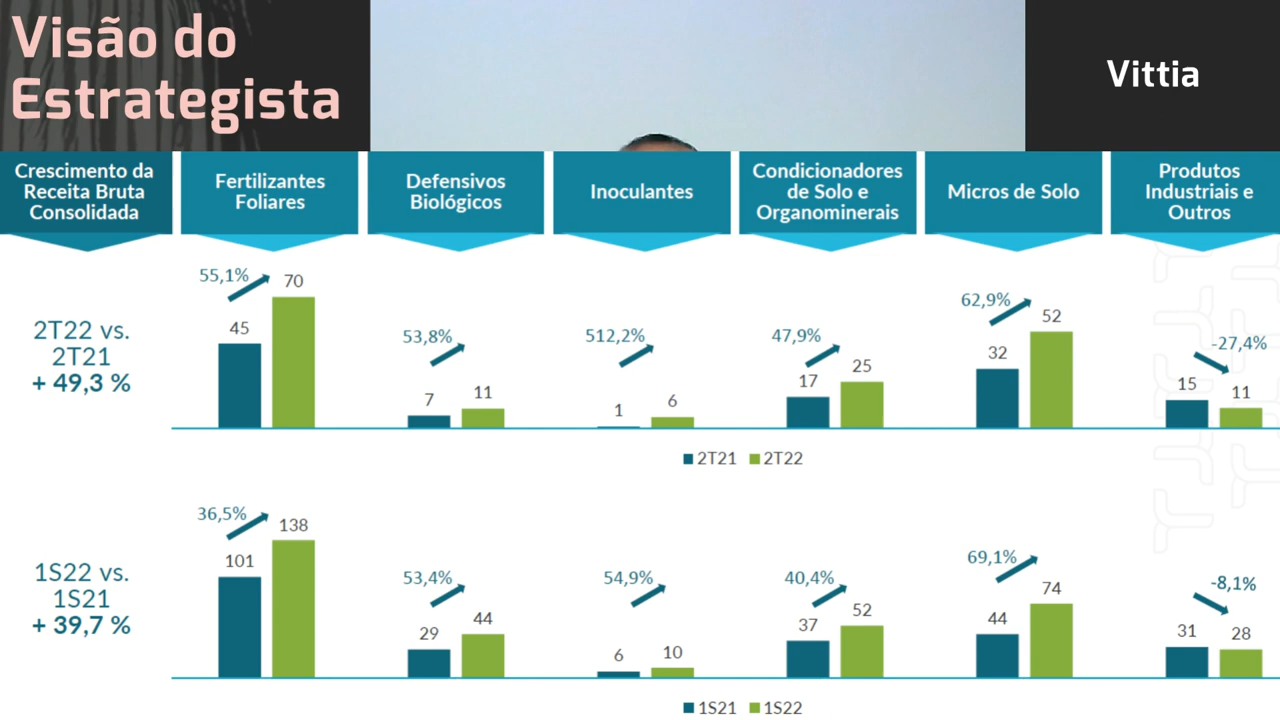 Visão do
Estrategista
Vittia
Crescimento da
Receita Bruta
Consolidada
Fertilizantes
Foliares
Defensivos
Biológicos
Inoculantes
Condicionadores
de Solo e
Organominerais
Micros de Solo
Produtos
Industriais e
Outros
2T22 vs.
2T21
+ 49,3 %
55,1%
45
70
53,8%
7
11
512,2%
1
6
47,9%
17
25
62,9%
32
52
-27,4%
15
11
2T21 2T22
1S22 vs.
1S21
+ 39,7 %
36,5%
101
138
53,4%
29
44
54,9%
6
10
40,4%
37
52
69,1%
44
74
-8,1%
31
28
1S21 1S22